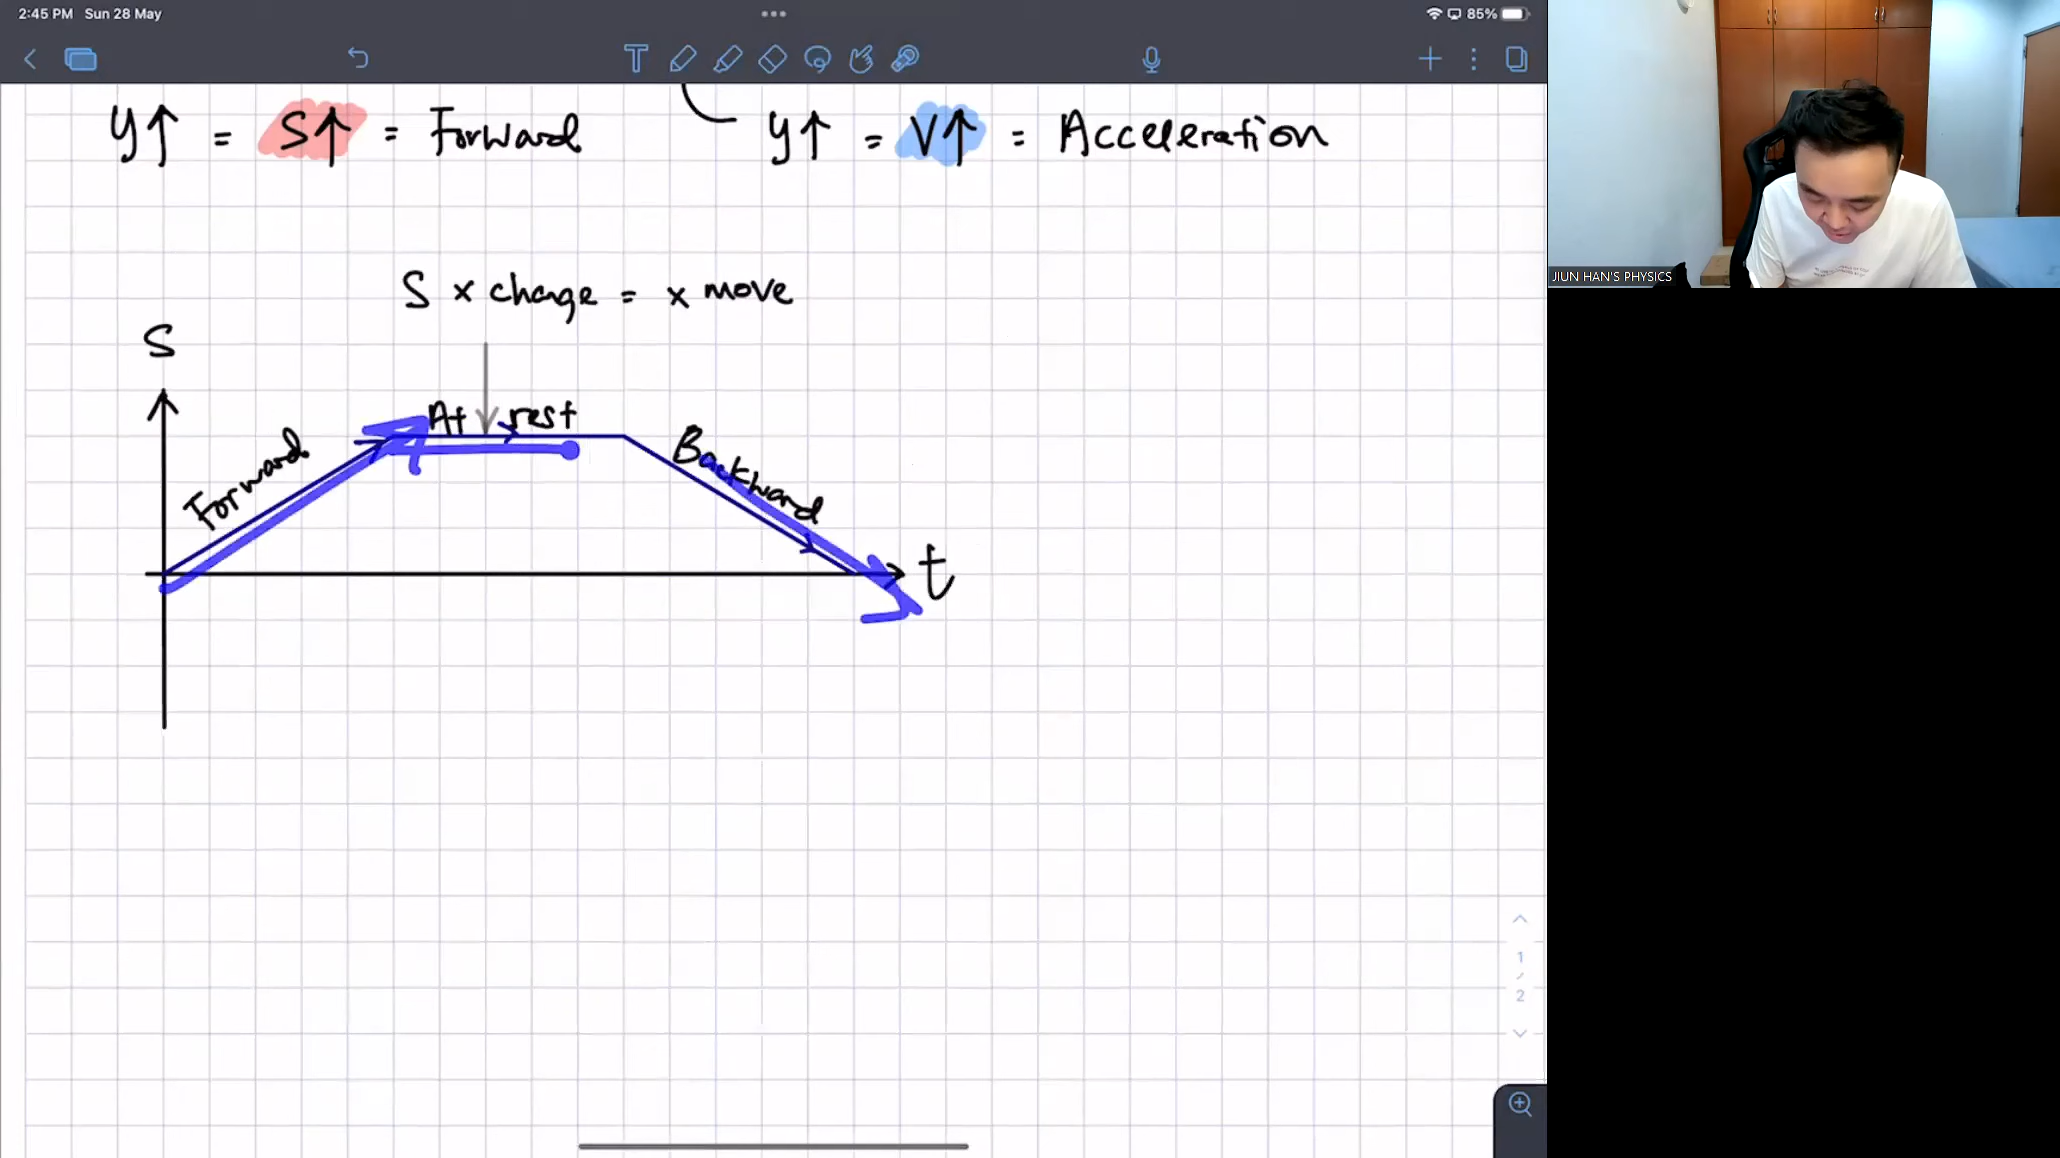 2:45 PM Sun 28 May
85%
y↑ = S↑ = Forward
y↑ = V↑ = Acceleration
S × change = × move
S
Forward
At rest
Backward
t
JIUN HAN'S PHYSICS
1
2